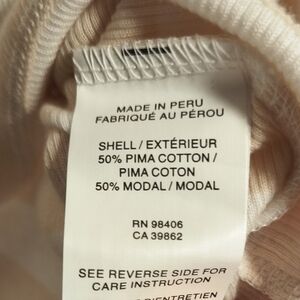 MADE IN PERU
FABRIQUÉ AU PÉROU
SHELL / EXTÉRIEUR
50% PIMA COTTON /
PIMA COTON
50% MODAL / MODAL
RN 98406
CA 39862
SEE REVERSE SIDE FOR
CARE INSTRUCTION
D'ENTRETIEN